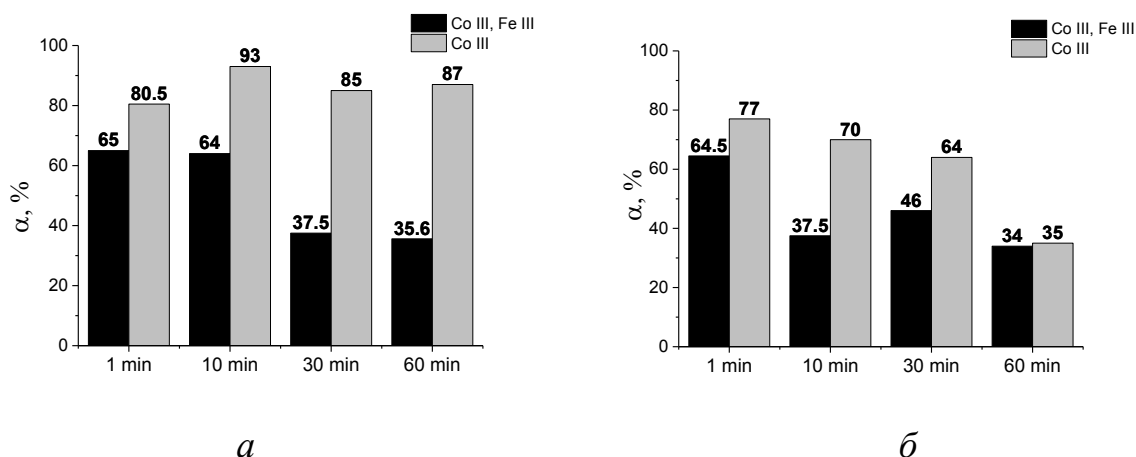 Co III, Fe III
Co III
α, %
100
80
60
40
20
0
65
80.5
64
93
37.5
85
35.6
87
1 min
10 min
30 min
60 min
а
Co III, Fe III
Co III
α, %
100
80
60
40
20
0
64.5
77
37.5
70
46
64
34
35
1 min
10 min
30 min
60 min
б